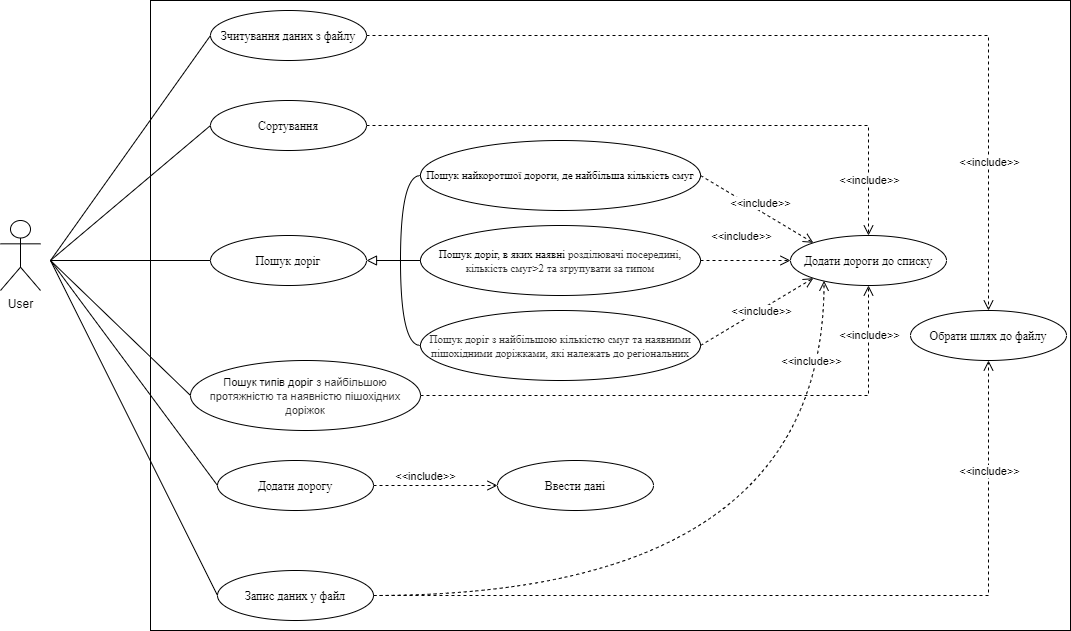 Зчитування даних з файлу
Сортування
<<include>>
<<include>>
Пошук найкоротшої дороги, де найбільша кількість смуг
<<include>>
<<include>>
Пошук доріг
Пошук доріг, в яких наявні розділювачі посередині,
кількість смуг>2 та згрупувати за типом
Додати дороги до списку
User
<<include>>
Пошук доріг з найбільшою кількістю смуг та наявними
пішохідними доріжками, які належать до регіональних
<<include>>
Обрати шлях до файлу
<<include>>
Пошук типів доріг з найбільшою
протяжністю та наявністю пішохідних
доріжок
Додати дорогу
<<include>>
Ввести дані
<<include>>
Запис даних у файл